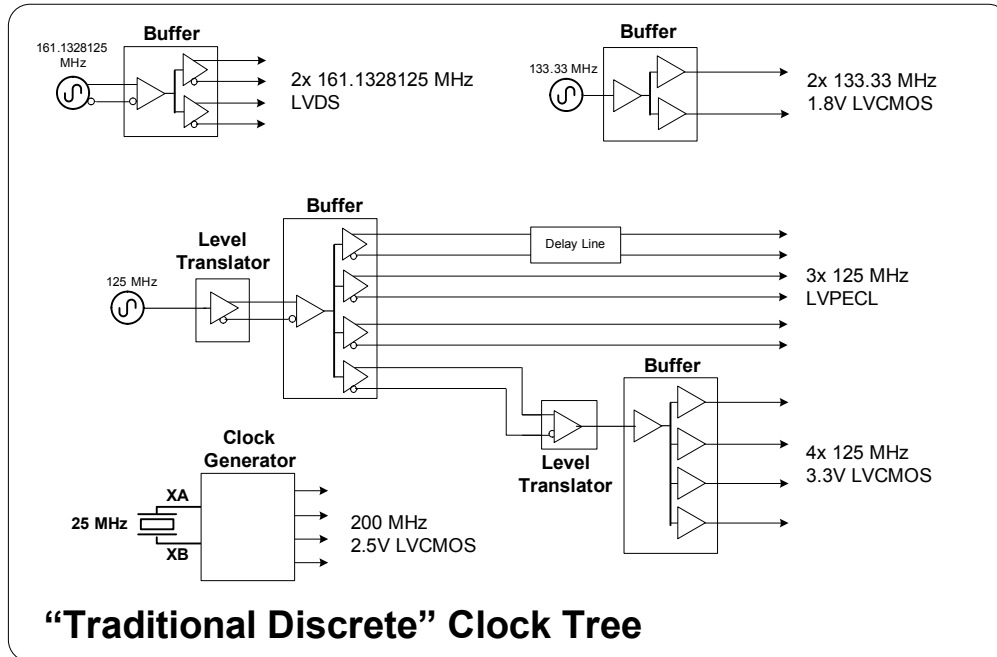 Buffer
161.1328125
MHz
2x 161.1328125 MHz
LVDS
Buffer
133.33 MHz
2x 133.33 MHz
1.8V LVCMOS
Buffer
Level
Translator
125 MHz
Delay Line
3x 125 MHz
LVPECL
Buffer
Level
Translator
4x 125 MHz
3.3V LVCMOS
Clock
Generator
XA
25 MHz
XB
200 MHz
2.5V LVCMOS
“Traditional Discrete” Clock Tree